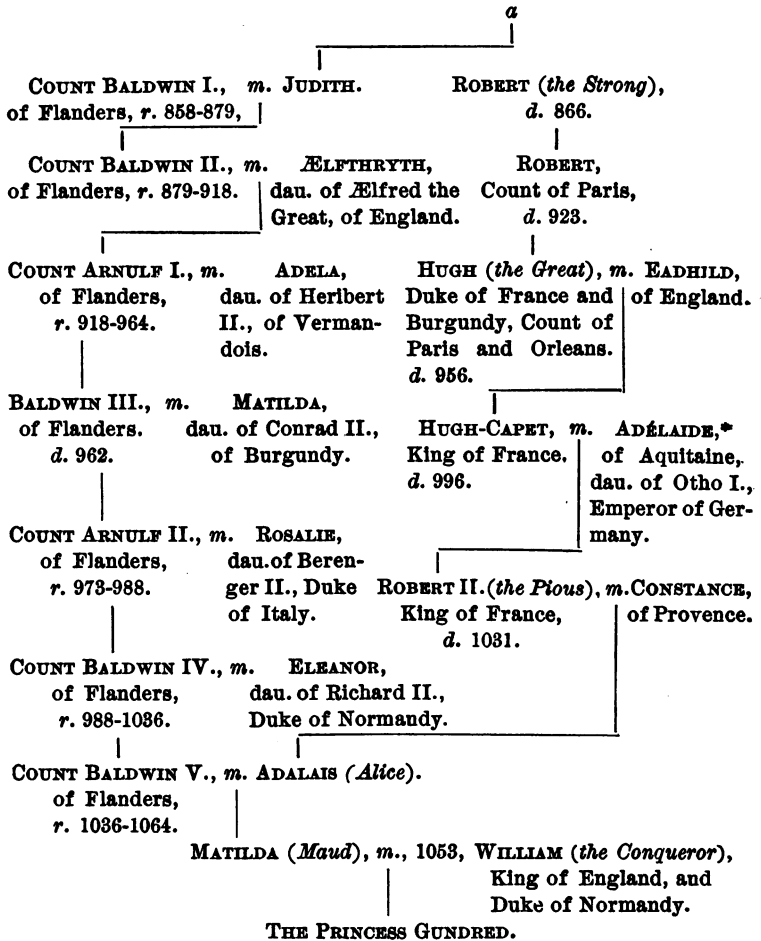 a
COUNT BALDWIN I., m. JUDITH.
of Flanders, r. 858-879,
ROBERT (the Strong),
d. 866.
COUNT BALDWIN II., m. ÆLFTHRYTH,
of Flanders, r. 879-918. dau. of Ælfred the
Great, of England.
ROBERT,
Count of Paris,
d. 923.
COUNT ARNULF I., m. ADELA,
of Flanders, dau. of Heribert
r. 918-964. II., of Verman-
dois.
HUGH (the Great), m. EADHILD,
Duke of France and of England.
Burgundy, Count of
Paris and Orleans.
d. 956.
BALDWIN III., m. MATILDA,
of Flanders. dau. of Conrad II.,
d. 962. of Burgundy.
HUGH-CAPET, m. ADÉLAIDE,*
King of France. of Aquitaine,
d. 996. dau. of Otho I.,
Emperor of Ger-
many.
COUNT ARNULF II., m. ROSALIE,
of Flanders, dau. of Beren-
r. 973-988. ger II., Duke
of Italy.
ROBERT II. (the Pious), m. CONSTANCE,
King of France, of Provence.
d. 1031.
COUNT BALDWIN IV., m. ELEANOR,
of Flanders, dau. of Richard II.,
r. 988-1036. Duke of Normandy.
COUNT BALDWIN V., m. ADALAIS (Alice).
of Flanders,
r. 1036-1064.
MATILDA (Maud), m., 1053, WILLIAM (the Conqueror),
King of England, and
Duke of Normandy.
THE PRINCESS GUNDRED.